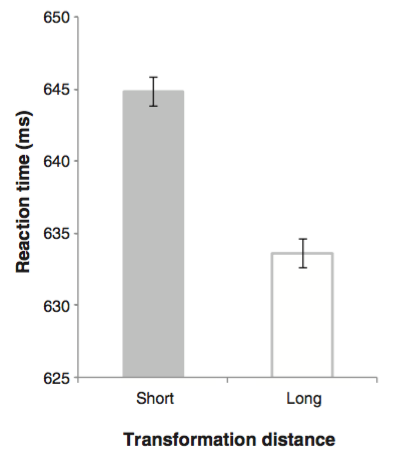 650
645
640
635
630
625
Reaction time (ms)
Short Long
Transformation distance